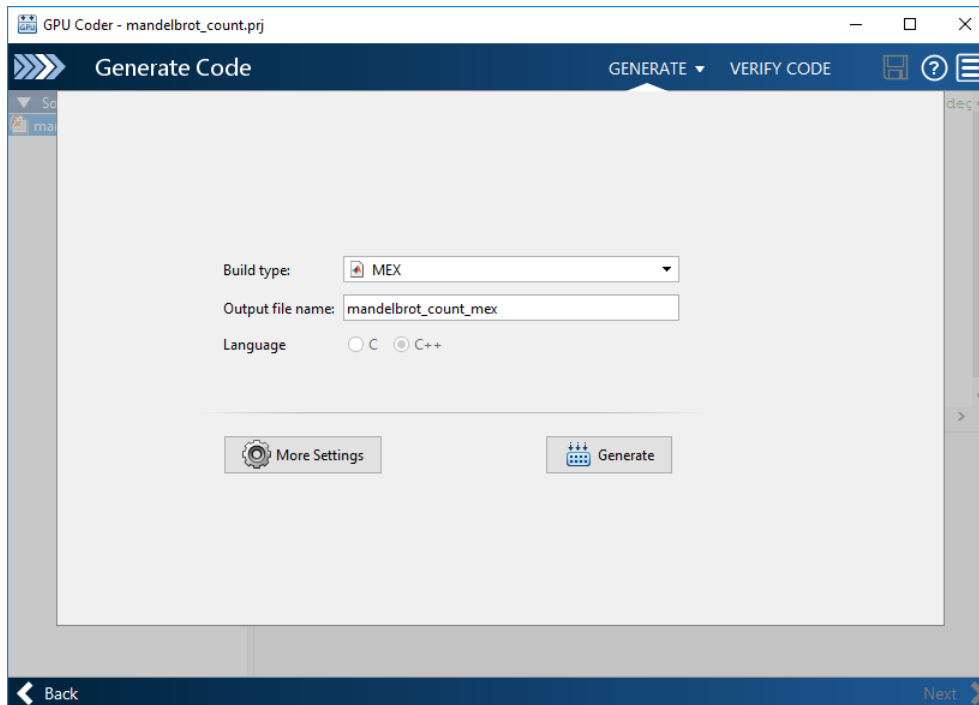 GPU Coder - mandelbrot_count.prj
Generate Code GENERATE VERIFY CODE
Build type: MEX
Output file name: mandelbrot_count_mex
Language C C++
More Settings Generate
Back Next